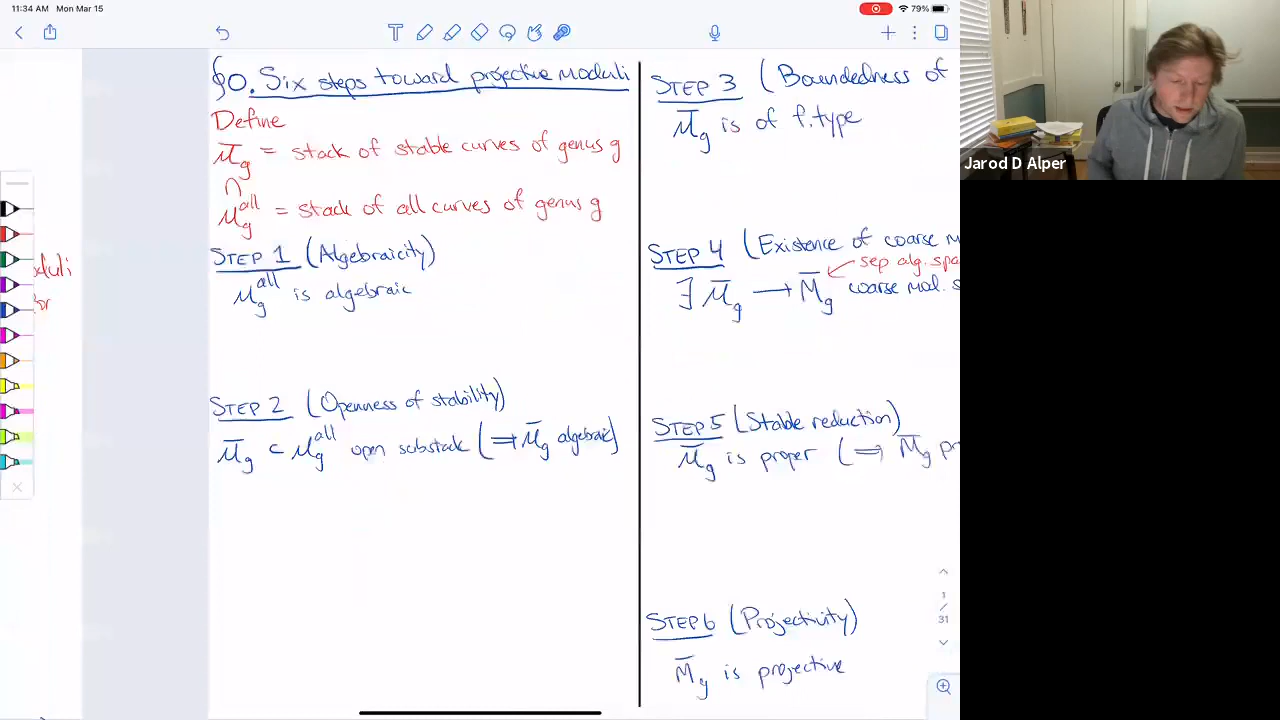 11:34 AM Mon Mar 15
79%
§0. Six steps toward projective moduli
Define
M̄g = stack of stable curves of genus g
∩
Mg^all = stack of all curves of genus g
STEP 1 (Algebraicity)
Mg^all is algebraic
STEP 2 (Openness of stability)
M̄g ⊂ Mg^all open substack (⟹ M̄g algebraic)
STEP 3 (Boundedness of
M̄g is of f.type
STEP 4 (Existence of coarse
sep alg. spa
∃ M̄g ⟶ M̄g coarse mod. s
STEP 5 (Stable reduction)
M̄g is proper (⟹ M̄g pr
STEP 6 (Projectivity)
M̄g is projective
oduli
or
1
/
31
Jarod D Alper